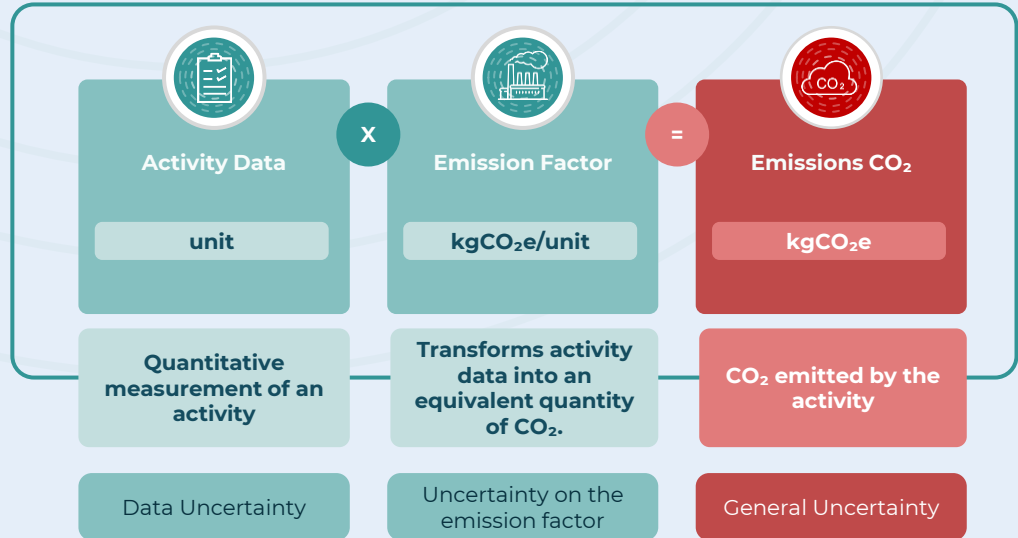 CO₂
Activity Data
X
Emission Factor
=
Emissions CO₂
unit
kgCO₂e/unit
kgCO₂e
Quantitative
measurement of an
activity
Transforms activity
data into an
equivalent quantity
of CO₂.
CO₂ emitted by the
activity
Data Uncertainty
Uncertainty on the
emission factor
General Uncertainty